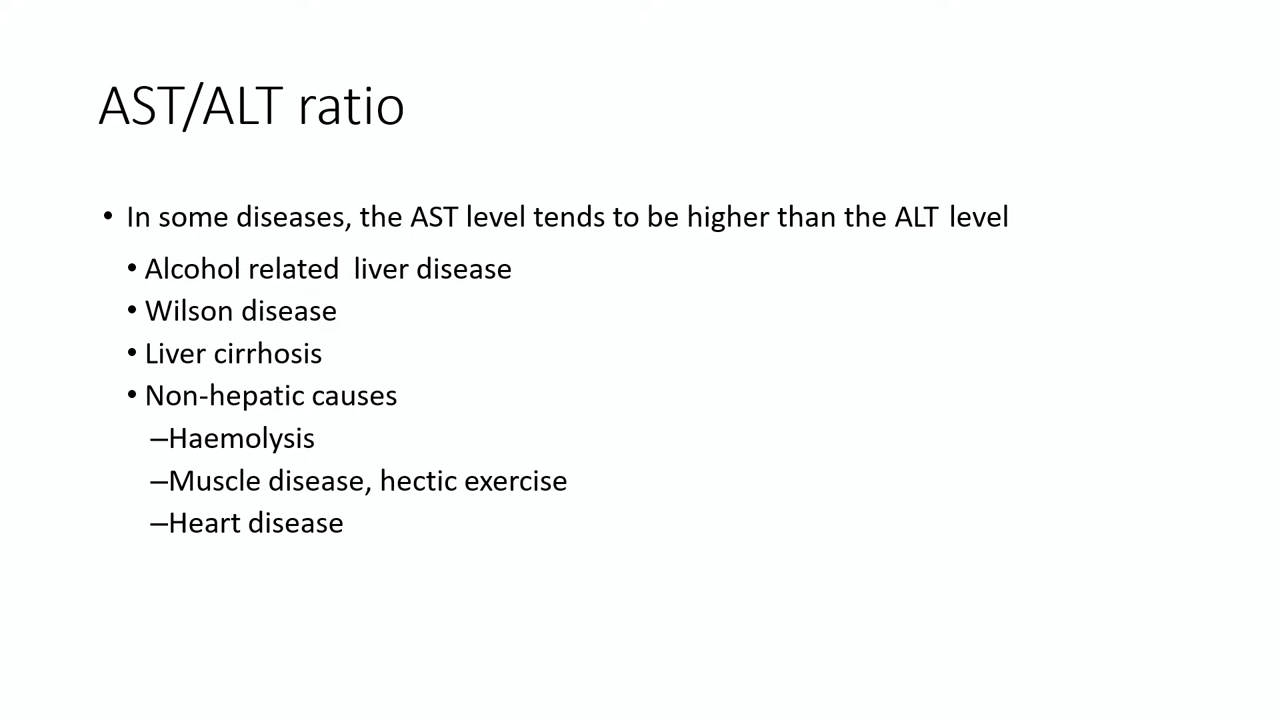 AST/ALT ratio
• In some diseases, the AST level tends to be higher than the ALT level
• Alcohol related liver disease
• Wilson disease
• Liver cirrhosis
• Non-hepatic causes
–Haemolysis
–Muscle disease, hectic exercise
–Heart disease